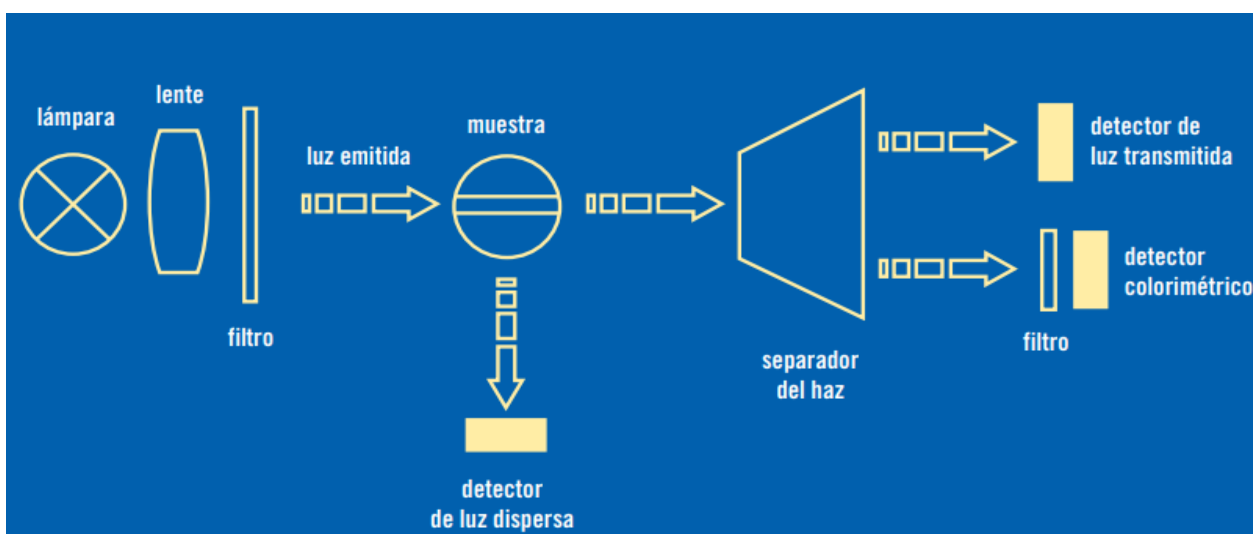 lámpara
lente
filtro
luz emitida
muestra
detector
de luz dispersa
separador
del haz
detector de
luz transmitida
filtro
detector
colorimétrico